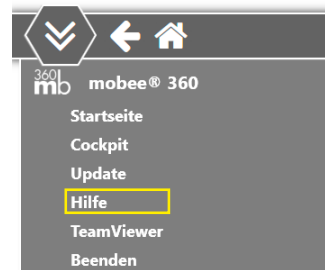 360 mb mobee® 360
Startseite
Cockpit
Update
Hilfe
TeamViewer
Beenden